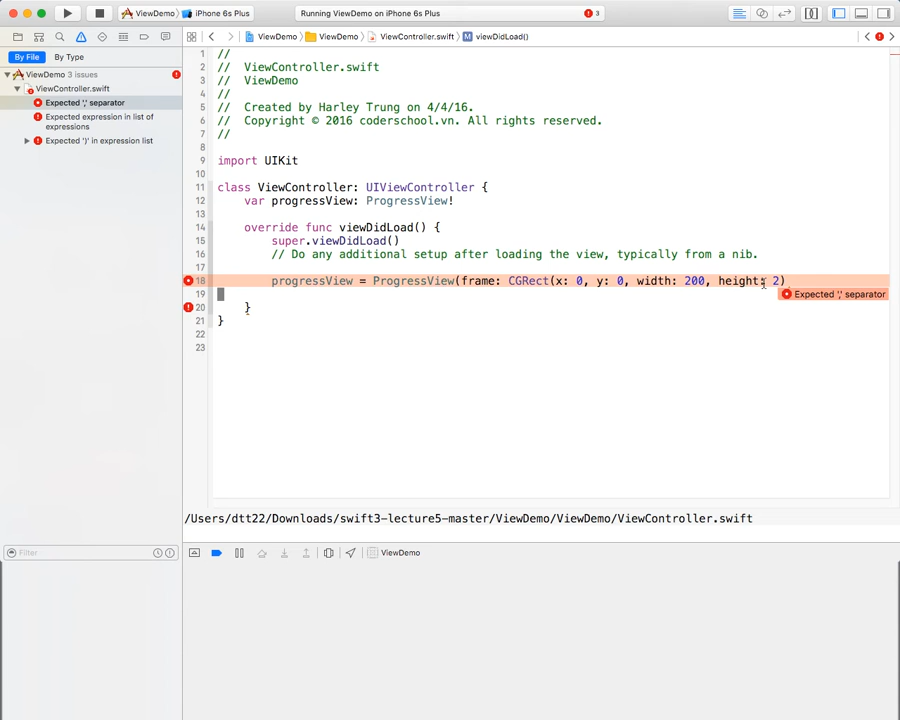 ViewDemo iPhone 6s Plus Running ViewDemo on iPhone 6s Plus 3
ViewDemo ViewDemo ViewController.swift M viewDidLoad()
By File By Type
ViewDemo 3 issues
ViewController.swift
Expected ',' separator
Expected expression in list of
expressions
Expected ')' in expression list
1 //
2 // ViewController.swift
3 // ViewDemo
4 //
5 // Created by Harley Trung on 4/4/16.
6 // Copyright © 2016 coderschool.vn. All rights reserved.
7 //
8
9 import UIKit
10
11 class ViewController: UIViewController {
12 var progressView: ProgressView!
13
14 override func viewDidLoad() {
15 super.viewDidLoad()
16 // Do any additional setup after loading the view, typically from a nib.
17
18 progressView = ProgressView(frame: CGRect(x: 0, y: 0, width: 200, height: 2)
19 Expected ',' separator
20 }
21 }
22
23
/Users/dtt22/Downloads/swift3-lecture5-master/ViewDemo/ViewDemo/ViewController.swift
Filter ViewDemo